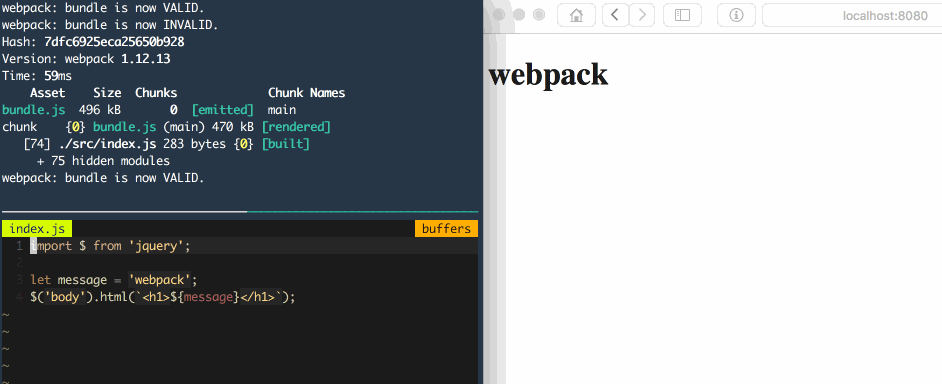 webpack: bundle is now VALID.
webpack: bundle is now INVALID.
Hash: 7dfc6925eca25650b928
Version: webpack 1.12.13
Time: 59ms
Asset Size Chunks Chunk Names
bundle.js 496 kB 0 [emitted] main
chunk {0} bundle.js (main) 470 kB [rendered]
[74] ./src/index.js 283 bytes {0} [built]
+ 75 hidden modules
webpack: bundle is now VALID.
index.js buffers
1 import $ from 'jquery';
2
3 let message = 'webpack';
4 $('body').html(`<h1>${message}</h1>`);
~
~
~
~
~
localhost:8080
webpack